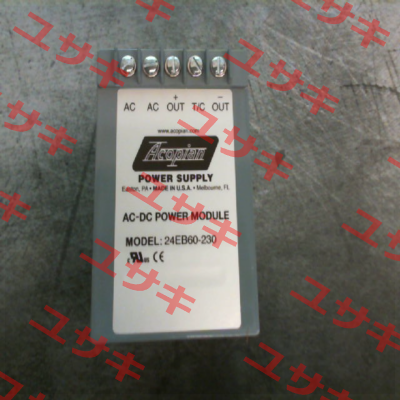 + −
AC AC OUT T/C OUT
www.acopian.com
Acopian
POWER SUPPLY
Easton, PA • MADE IN U.S.A. • Melbourne, FL
AC-DC POWER MODULE
MODEL: 24EB60-230
c UL us CE
ユサキ
ユサキ
ユサキ
ユサキ
ユサキ
ユサキ
ユサキ
ユサキ
ユサキ